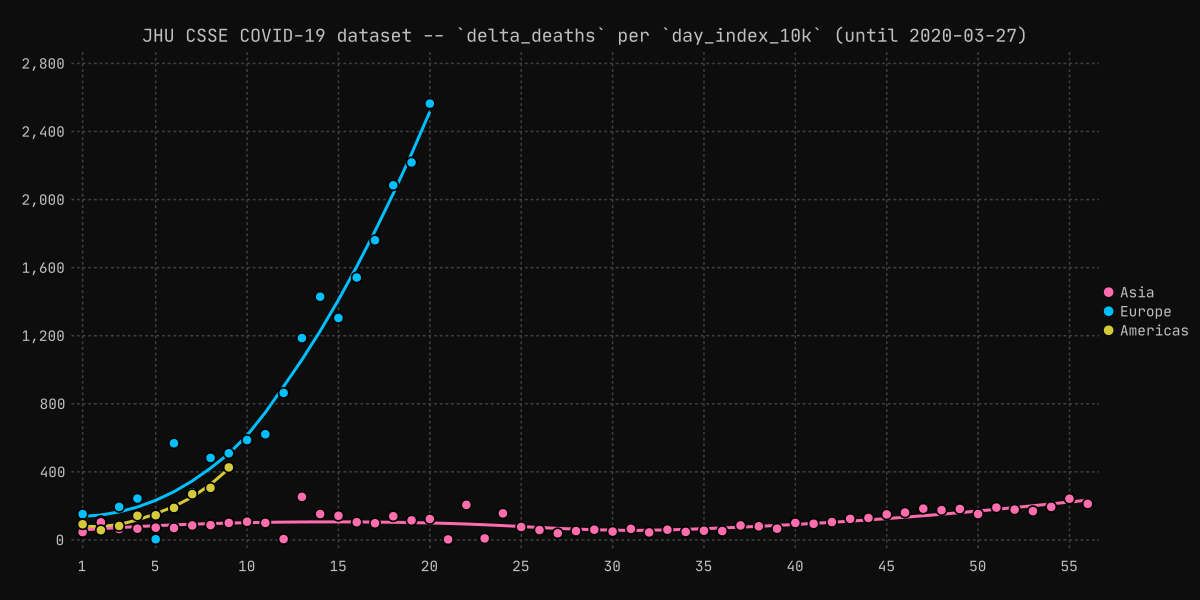 JHU CSSE COVID-19 dataset -- `delta_deaths` per `day_index_10k` (until 2020-03-27)
2,800
2,400
2,000
1,600
1,200
800
400
0
1 5 10 15 20 25 30 35 40 45 50 55
Asia
Europe
Americas